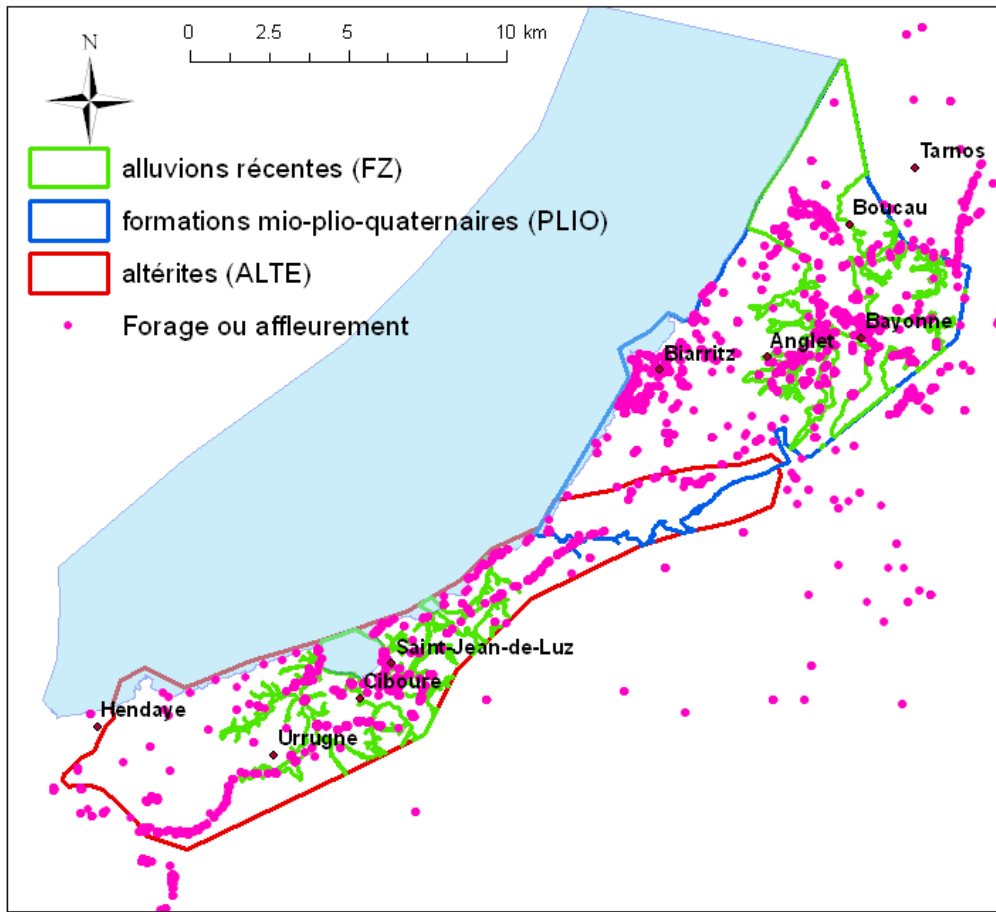 0 2.5 5 10 km
N
alluvions récentes (FZ)
formations mio-plio-quaternaires (PLIO)
altérites (ALTE)
Forage ou affleurement
Tarnos
Boucau
Bayonne
Anglet
Biarritz
Saint-Jean-de-Luz
Ciboure
Hendaye
Urrugne